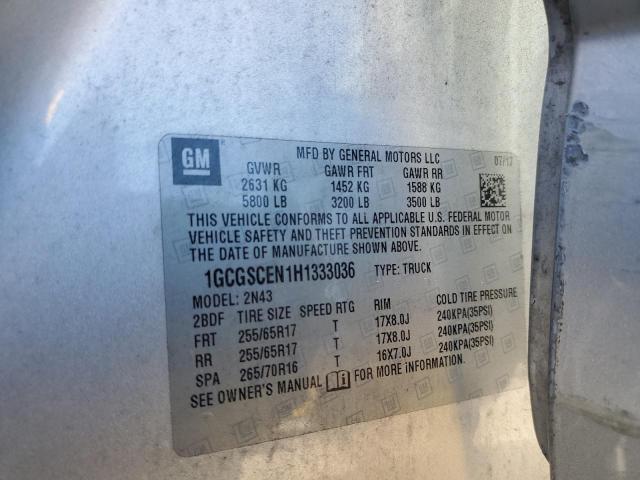 GM
MFD BY GENERAL MOTORS LLC
07/17
GVWR GAWR FRT GAWR RR
2631 KG 1452 KG 1588 KG
5800 LB 3200 LB 3500 LB
THIS VEHICLE CONFORMS TO ALL APPLICABLE U.S. FEDERAL MOTOR
VEHICLE SAFETY AND THEFT PREVENTION STANDARDS IN EFFECT ON
THE DATE OF MANUFACTURE SHOWN ABOVE.
1GCGSCEN1H1333036 TYPE: TRUCK
MODEL: 2N43
2BDF TIRE SIZE SPEED RTG RIM COLD TIRE PRESSURE
FRT 255/65R17 T 17X8.0J 240KPA(35PSI)
RR 255/65R17 T 17X8.0J 240KPA(35PSI)
SPA 265/70R16 T 16X7.0J 240KPA(35PSI)
SEE OWNER'S MANUAL FOR MORE INFORMATION.